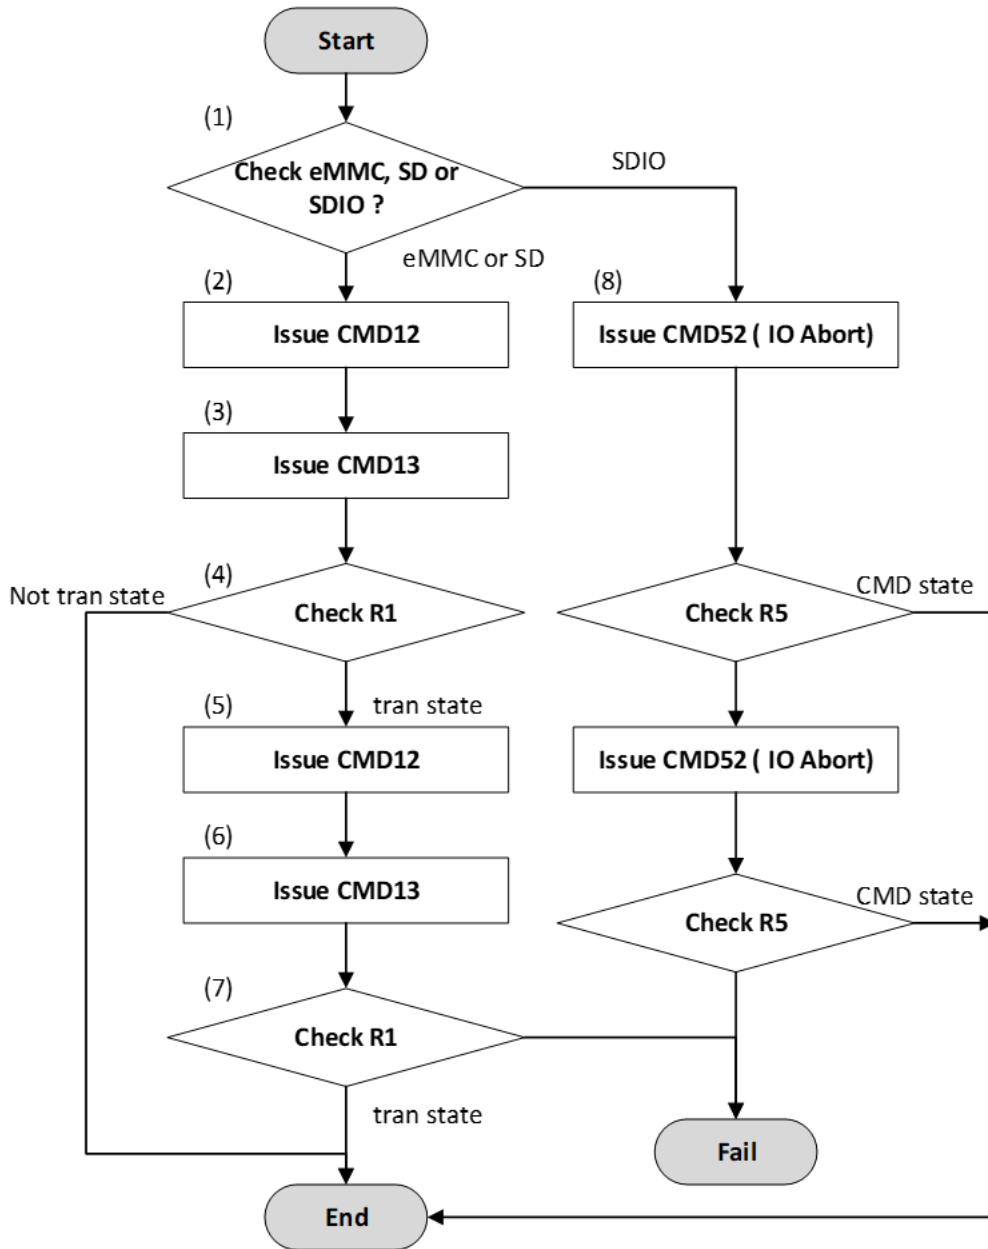 Start
(1)
Check eMMC, SD or
SDIO ?
SDIO
eMMC or SD
(2)
Issue CMD12
(8)
Issue CMD52 ( IO Abort)
(3)
Issue CMD13
(4)
Not tran state
Check R1
CMD state
Check R5
tran state
(5)
Issue CMD12
Issue CMD52 ( IO Abort)
(6)
Issue CMD13
CMD state
Check R5
(7)
Check R1
tran state
Fail
End